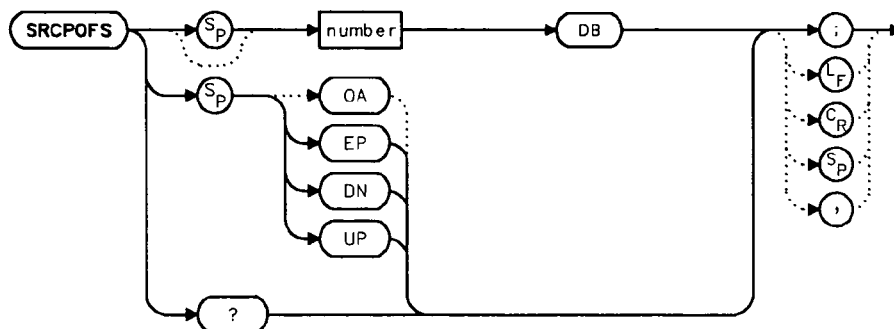 SRCPOFS SP number DB ;
SP OA LF
EP CR
DN SP
UP ,
?